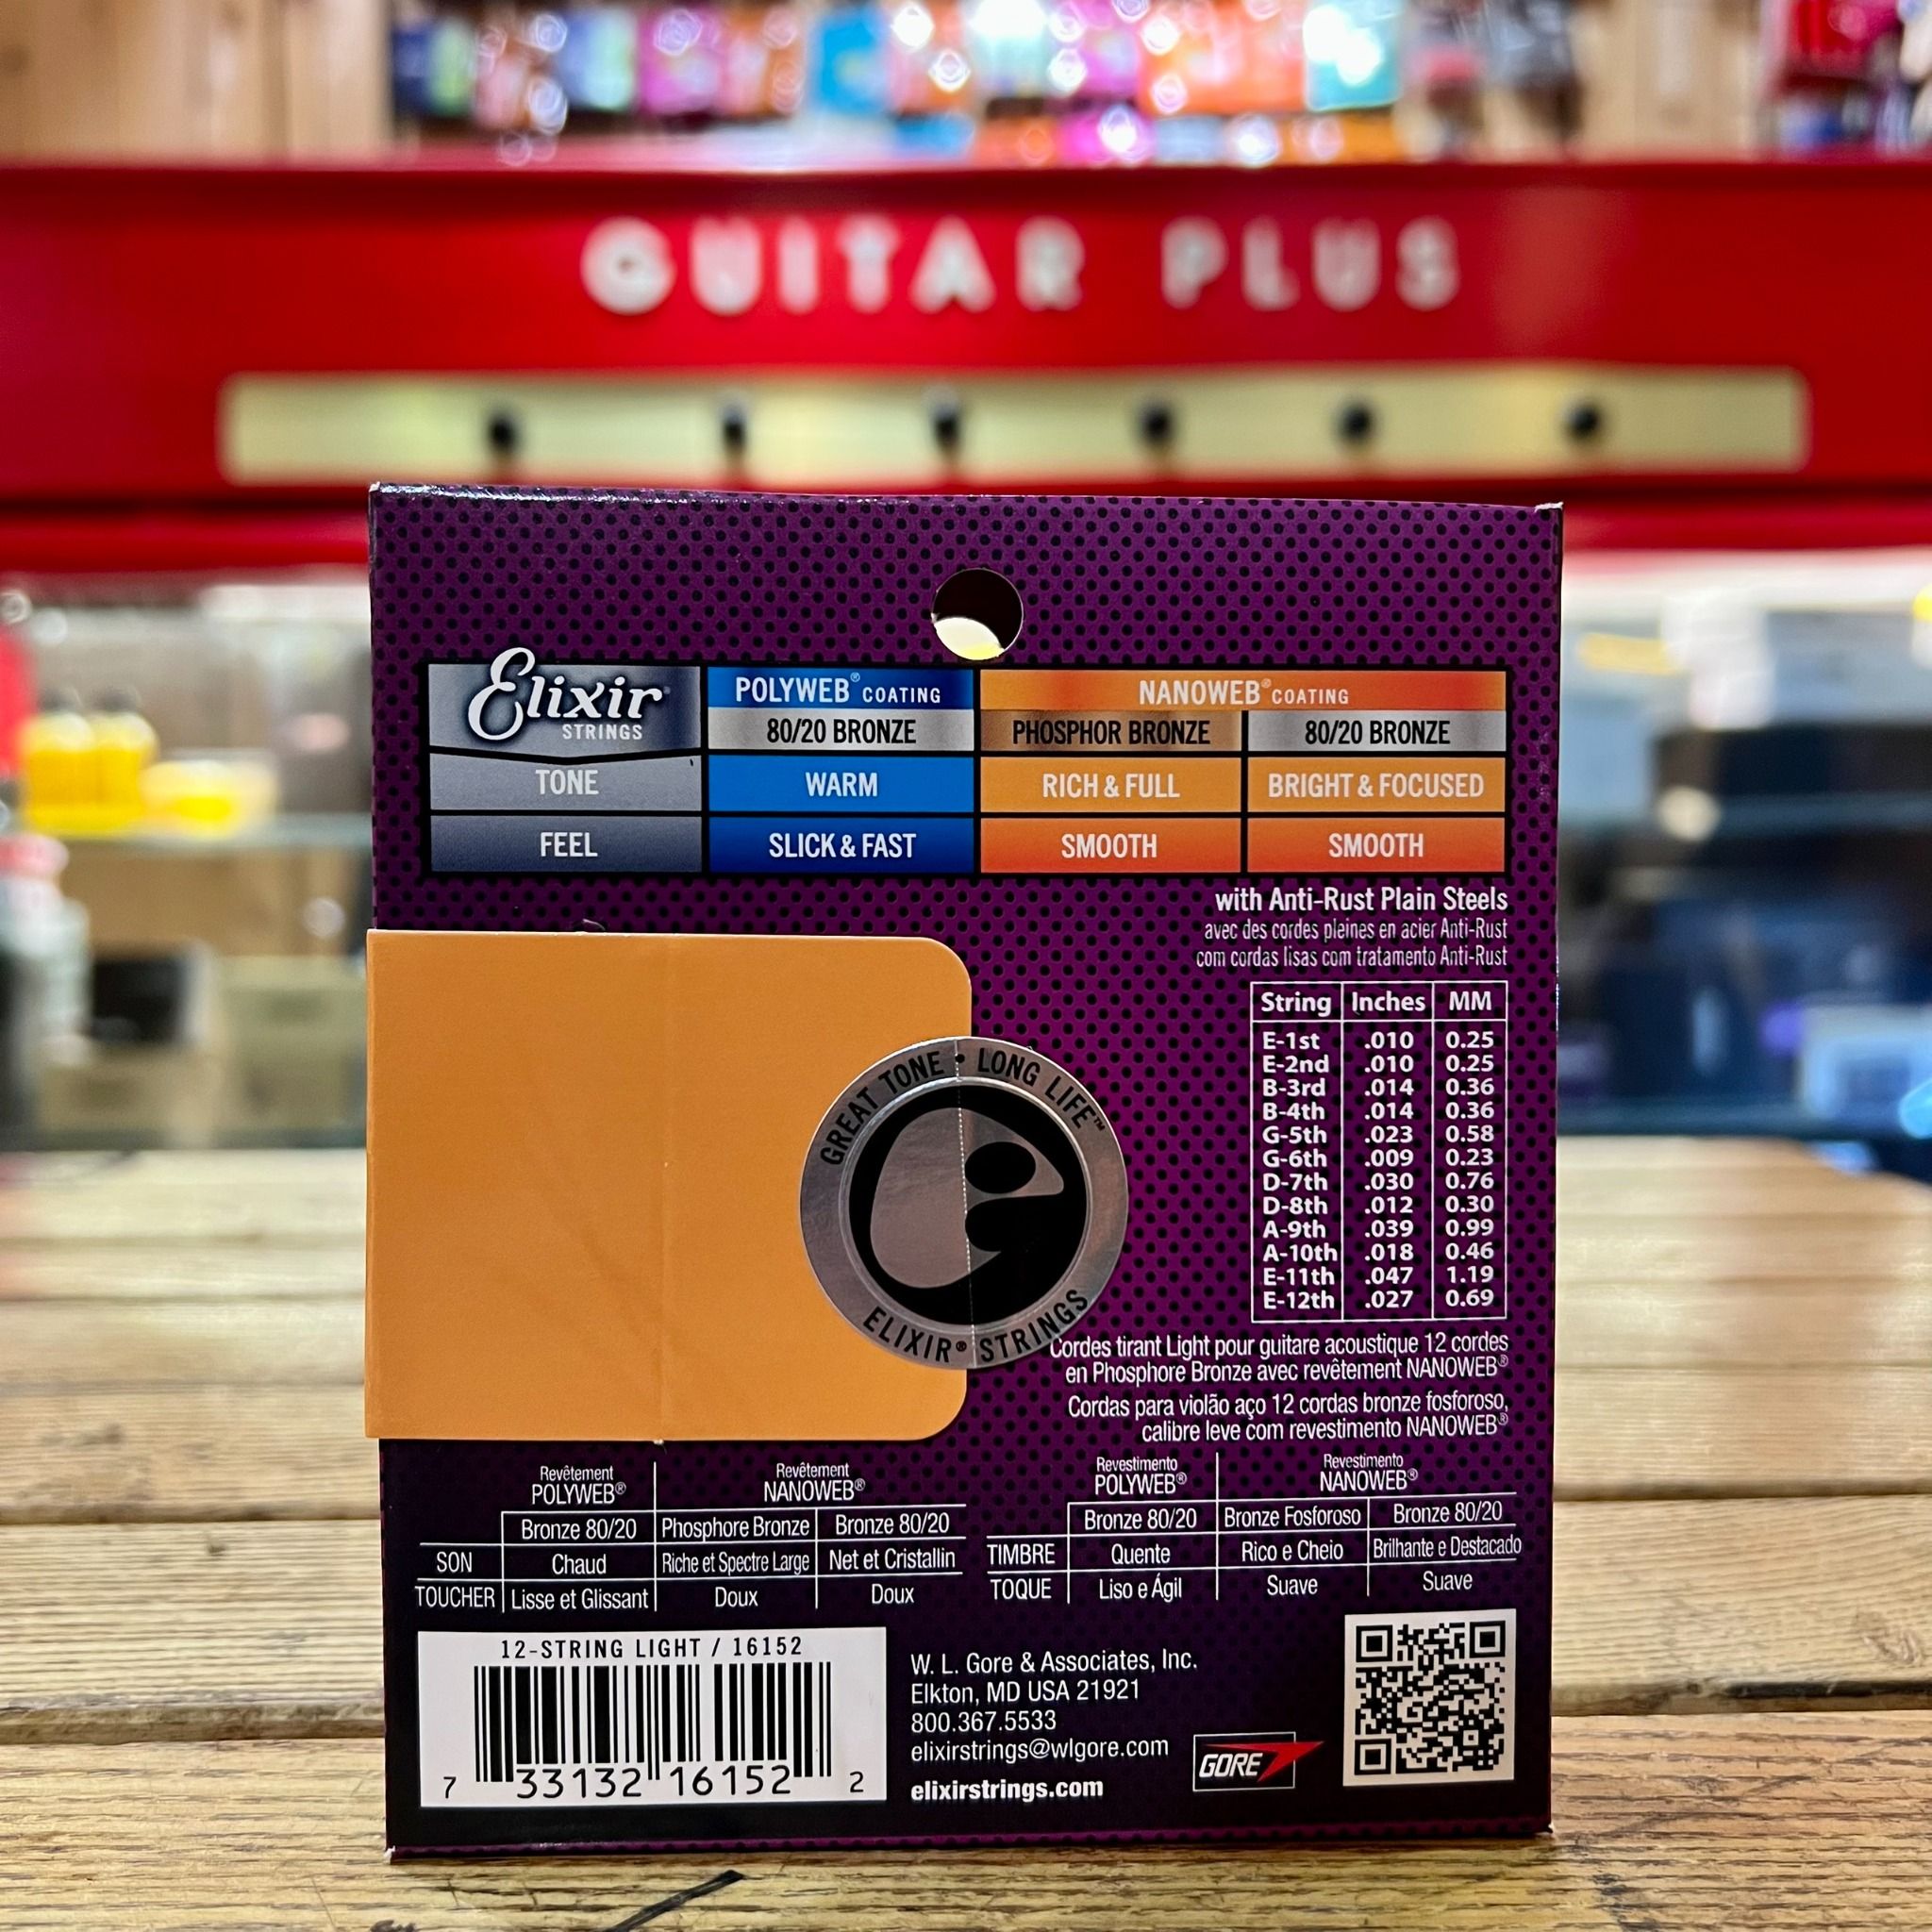 GUITAR PLUS
Elixir
STRINGS
POLYWEB® COATING
NANOWEB® COATING
80/20 BRONZE
PHOSPHOR BRONZE
80/20 BRONZE
TONE
WARM
RICH & FULL
BRIGHT & FOCUSED
FEEL
SLICK & FAST
SMOOTH
SMOOTH
with Anti-Rust Plain Steels
avec des cordes pleines en acier Anti-Rust
com cordas lisas com tratamento Anti-Rust
String Inches MM
E-1st .010 0.25
E-2nd .010 0.25
B-3rd .014 0.36
B-4th .014 0.36
G-5th .023 0.58
G-6th .009 0.23
D-7th .030 0.76
D-8th .012 0.30
A-9th .039 0.99
A-10th .018 0.46
E-11th .047 1.19
E-12th .027 0.69
GREAT TONE • LONG LIFE™
ELIXIR® STRINGS
Cordes tirant Light pour guitare acoustique 12 cordes
en Phosphore Bronze avec revêtement NANOWEB®
Cordas para violão aço 12 cordas bronze fosforoso,
calibre leve com revestimento NANOWEB®
Revêtement
POLYWEB®
Revêtement
NANOWEB®
Bronze 80/20 Phosphore Bronze Bronze 80/20
SON Chaud Riche et Spectre Large Net et Cristallin
TOUCHER Lisse et Glissant Doux Doux
Revestimento
POLYWEB®
Revestimento
NANOWEB®
Bronze 80/20 Bronze Fosforoso Bronze 80/20
TIMBRE Quente Rico e Cheio Brilhante e Destacado
TOQUE Liso e Ágil Suave Suave
12-STRING LIGHT / 16152
7 33132 16152 2
W. L. Gore & Associates, Inc.
Elkton, MD USA 21921
800.367.5533
elixirstrings@wlgore.com
elixirstrings.com
GORE